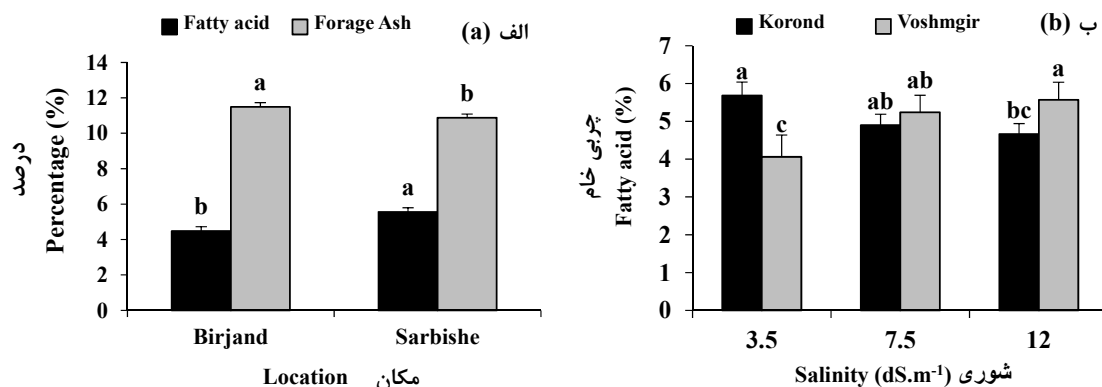 Fatty acid Forage Ash
(a) الف
14
12
10
8
6
4
2
0
درصد
Percentage (%)
b
a
a
b
Birjand Sarbishe
Location مکان
Korond Voshmgir
(b) ب
7
6
5
4
3
2
1
0
چربی خام
Fatty acid (%)
a
c
ab
ab
bc
a
3.5 7.5 12
Salinity (dS.m⁻¹) شوری